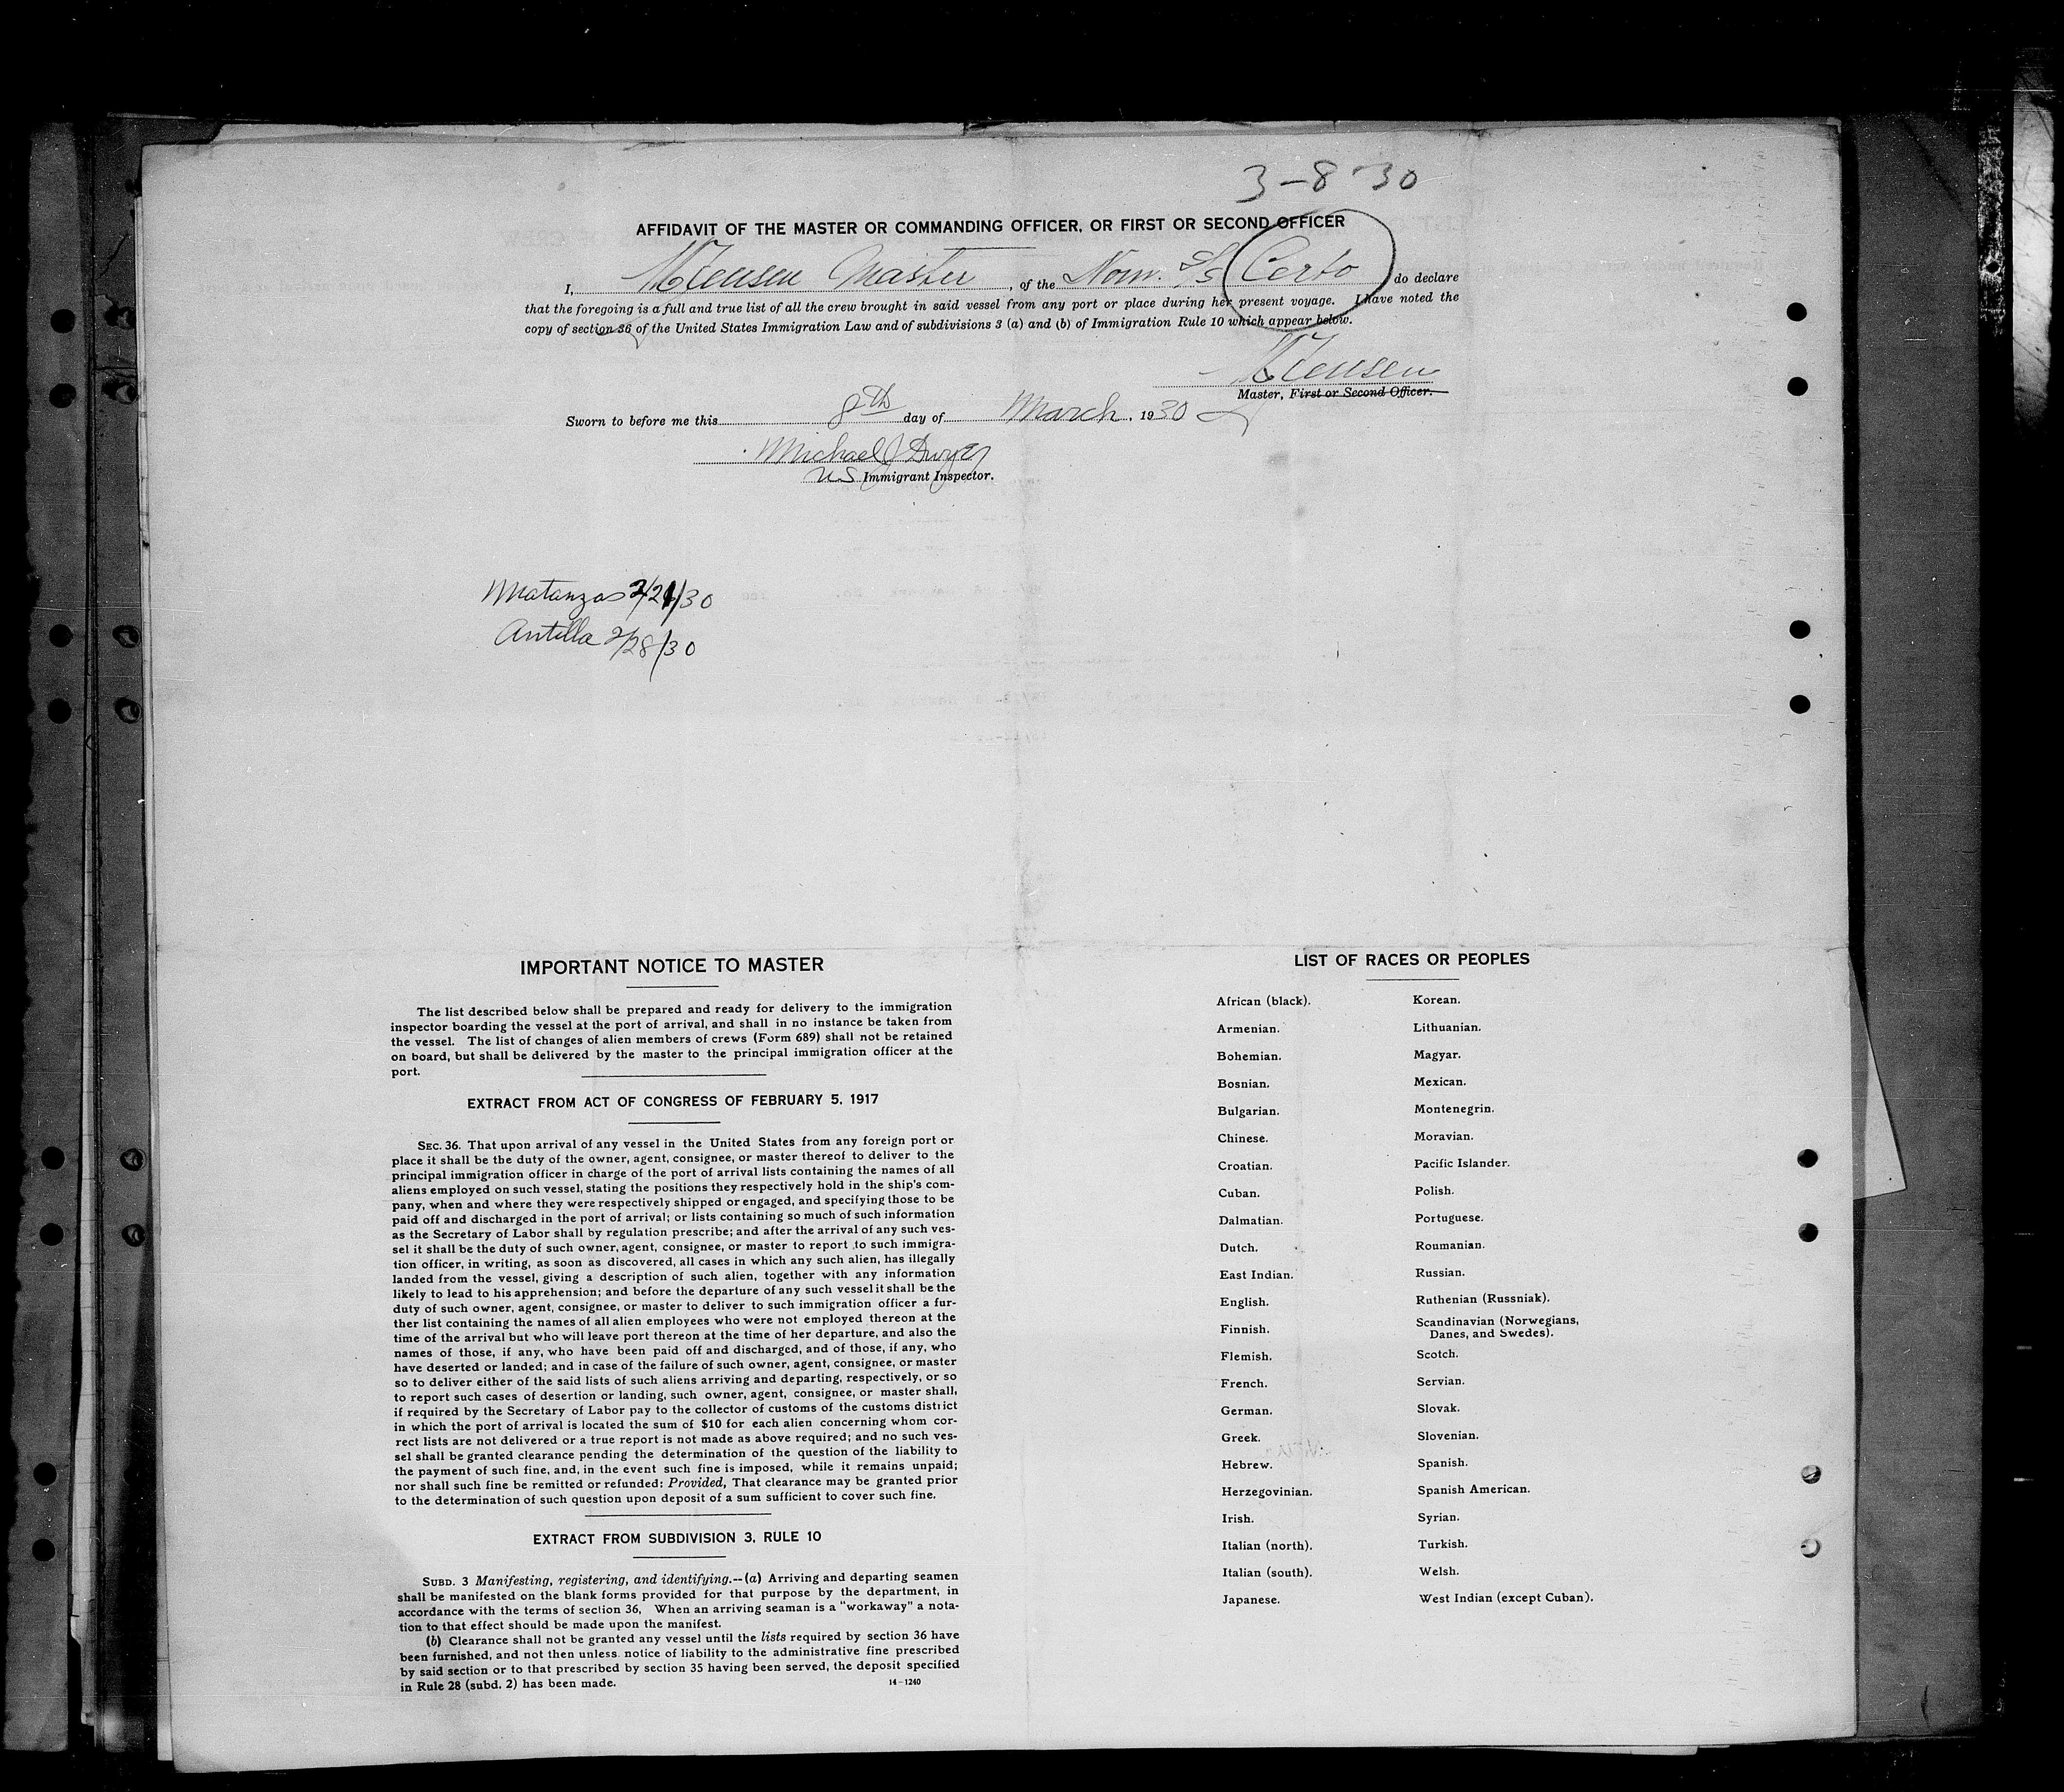 3-8-30
AFFIDAVIT OF THE MASTER OR COMMANDING OFFICER, OR FIRST OR SECOND OFFICER
I, Master, of the Norw. S/S Certo do declare
that the foregoing is a full and true list of all the crew brought in said vessel from any port or place during her present voyage. I have noted the
copy of section 36 of the United States Immigration Law and of subdivisions 3 (a) and (b) of Immigration Rule 10 which appear below.
Master, First or Second Officer.
Sworn to before me this 8th day of March, 1930
Michael J Dwyer
US Immigrant Inspector.
Matanzas 2/21/30
Antilla 2/28/30
IMPORTANT NOTICE TO MASTER
The list described below shall be prepared and ready for delivery to the immigration
inspector boarding the vessel at the port of arrival, and shall in no instance be taken from
the vessel. The list of changes of alien members of crews (Form 689) shall not be retained
on board, but shall be delivered by the master to the principal immigration officer at the
port.
EXTRACT FROM ACT OF CONGRESS OF FEBRUARY 5, 1917
SEC. 36. That upon arrival of any vessel in the United States from any foreign port or
place it shall be the duty of the owner, agent, consignee, or master thereof to deliver to the
principal immigration officer in charge of the port of arrival lists containing the names of all
aliens employed on such vessel, stating the positions they respectively hold in the ship's com-
pany, when and where they were respectively shipped or engaged, and specifying those to be
paid off and discharged in the port of arrival; or lists containing so much of such information
as the Secretary of Labor shall by regulation prescribe; and after the arrival of any such ves-
sel it shall be the duty of such owner, agent, consignee, or master to report to such immigra-
tion officer, in writing, as soon as discovered, all cases in which any such alien, has illegally
landed from the vessel, giving a description of such alien, together with any information
likely to lead to his apprehension; and before the departure of any such vessel it shall be the
duty of such owner, agent, consignee, or master to deliver to such immigration officer a fur-
ther list containing the names of all alien employees who were not employed thereon at the
time of the arrival but who will leave port thereon at the time of her departure, and also the
names of those, if any, who have been paid off and discharged, and of those, if any, who
have deserted or landed; and in case of the failure of such owner, agent, consignee, or master
so to deliver either of the said lists of such aliens arriving and departing, respectively, or so
to report such cases of desertion or landing, such owner, agent, consignee, or master shall,
if required by the Secretary of Labor pay to the collector of customs of the customs district
in which the port of arrival is located the sum of $10 for each alien concerning whom cor-
rect lists are not delivered or a true report is not made as above required; and no such ves-
sel shall be granted clearance pending the determination of the question of the liability to
the payment of such fine, and, in the event such fine is imposed, while it remains unpaid;
nor shall such fine be remitted or refunded: Provided, That clearance may be granted prior
to the determination of such question upon deposit of a sum sufficient to cover such fine.
EXTRACT FROM SUBDIVISION 3, RULE 10
SUBD. 3 Manifesting, registering, and identifying.--(a) Arriving and departing seamen
shall be manifested on the blank forms provided for that purpose by the department, in
accordance with the terms of section 36, When an arriving seaman is a "workaway" a nota-
tion to that effect should be made upon the manifest.
(b) Clearance shall not be granted any vessel until the lists required by section 36 have
been furnished, and not then unless notice of liability to the administrative fine prescribed
by said section or to that prescribed by section 35 having been served, the deposit specified
in Rule 28 (subd. 2) has been made.
14-1240
LIST OF RACES OR PEOPLES
African (black). Korean.
Armenian. Lithuanian.
Bohemian. Magyar.
Bosnian. Mexican.
Bulgarian. Montenegrin.
Chinese. Moravian.
Croatian. Pacific Islander.
Cuban. Polish.
Dalmatian. Portuguese.
Dutch. Roumanian.
East Indian. Russian.
English. Ruthenian (Russniak).
Finnish. Scandinavian (Norwegians,
Danes, and Swedes).
Flemish. Scotch.
French. Servian.
German. Slovak.
Greek. Slovenian.
Hebrew. Spanish.
Herzegovinian. Spanish American.
Irish. Syrian.
Italian (north). Turkish.
Italian (south). Welsh.
Japanese. West Indian (except Cuban).